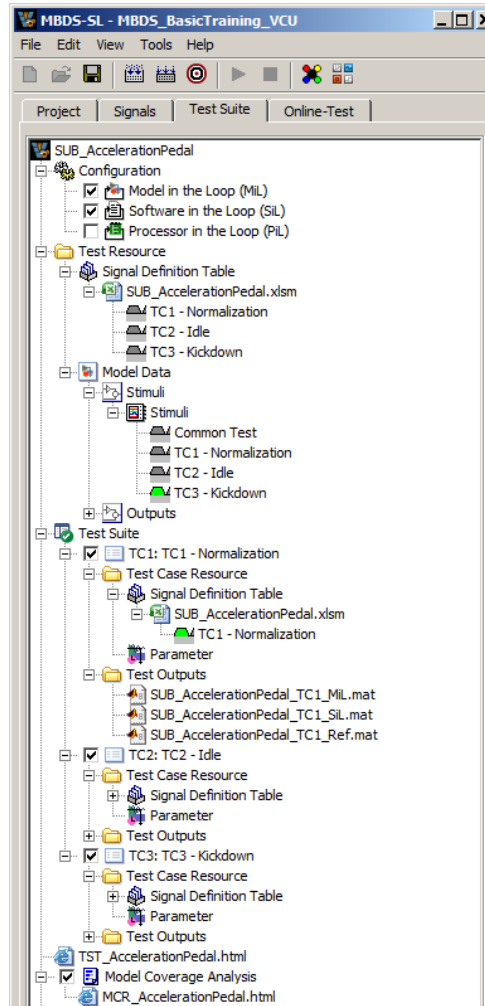 MBDS-SL - MBDS_BasicTraining_VCU
File Edit View Tools Help
Project Signals Test Suite Online-Test
SUB_AccelerationPedal
Configuration
Model in the Loop (MiL)
Software in the Loop (SiL)
Processor in the Loop (PiL)
Test Resource
Signal Definition Table
SUB_AccelerationPedal.xlsm
TC1 - Normalization
TC2 - Idle
TC3 - Kickdown
Model Data
Stimuli
Stimuli
Common Test
TC1 - Normalization
TC2 - Idle
TC3 - Kickdown
Outputs
Test Suite
TC1: TC1 - Normalization
Test Case Resource
Signal Definition Table
SUB_AccelerationPedal.xlsm
TC1 - Normalization
Parameter
Test Outputs
SUB_AccelerationPedal_TC1_MiL.mat
SUB_AccelerationPedal_TC1_SiL.mat
SUB_AccelerationPedal_TC1_Ref.mat
TC2: TC2 - Idle
Test Case Resource
Signal Definition Table
Parameter
Test Outputs
TC3: TC3 - Kickdown
Test Case Resource
Signal Definition Table
Parameter
Test Outputs
TST_AccelerationPedal.html
Model Coverage Analysis
MCR_AccelerationPedal.html